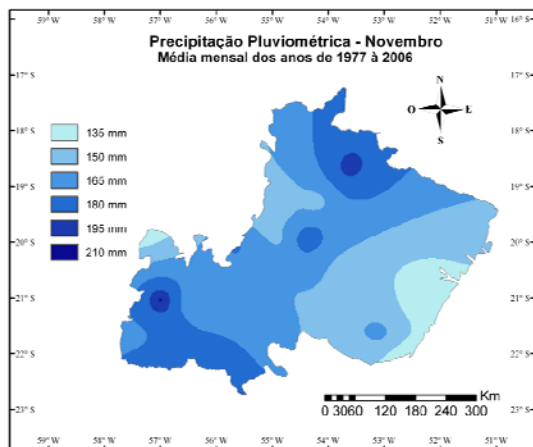 59° W 58° W 57° W 56° W 55° W 54° W 53° W 52° W 51° W 16° S
Precipitação Pluviométrica - Novembro
Média mensal dos anos de 1977 à 2006
17° S 17° S
N
O E
S
18° S 18° S
135 mm
150 mm
165 mm
180 mm
195 mm
210 mm
19° S 19° S
20° S 20° S
21° S 21° S
22° S 22° S
Km
0 3060 120 180 240 300
23° S 23° S
59° W 58° W 57° W 56° W 55° W 54° W 53° W 52° W 51° W